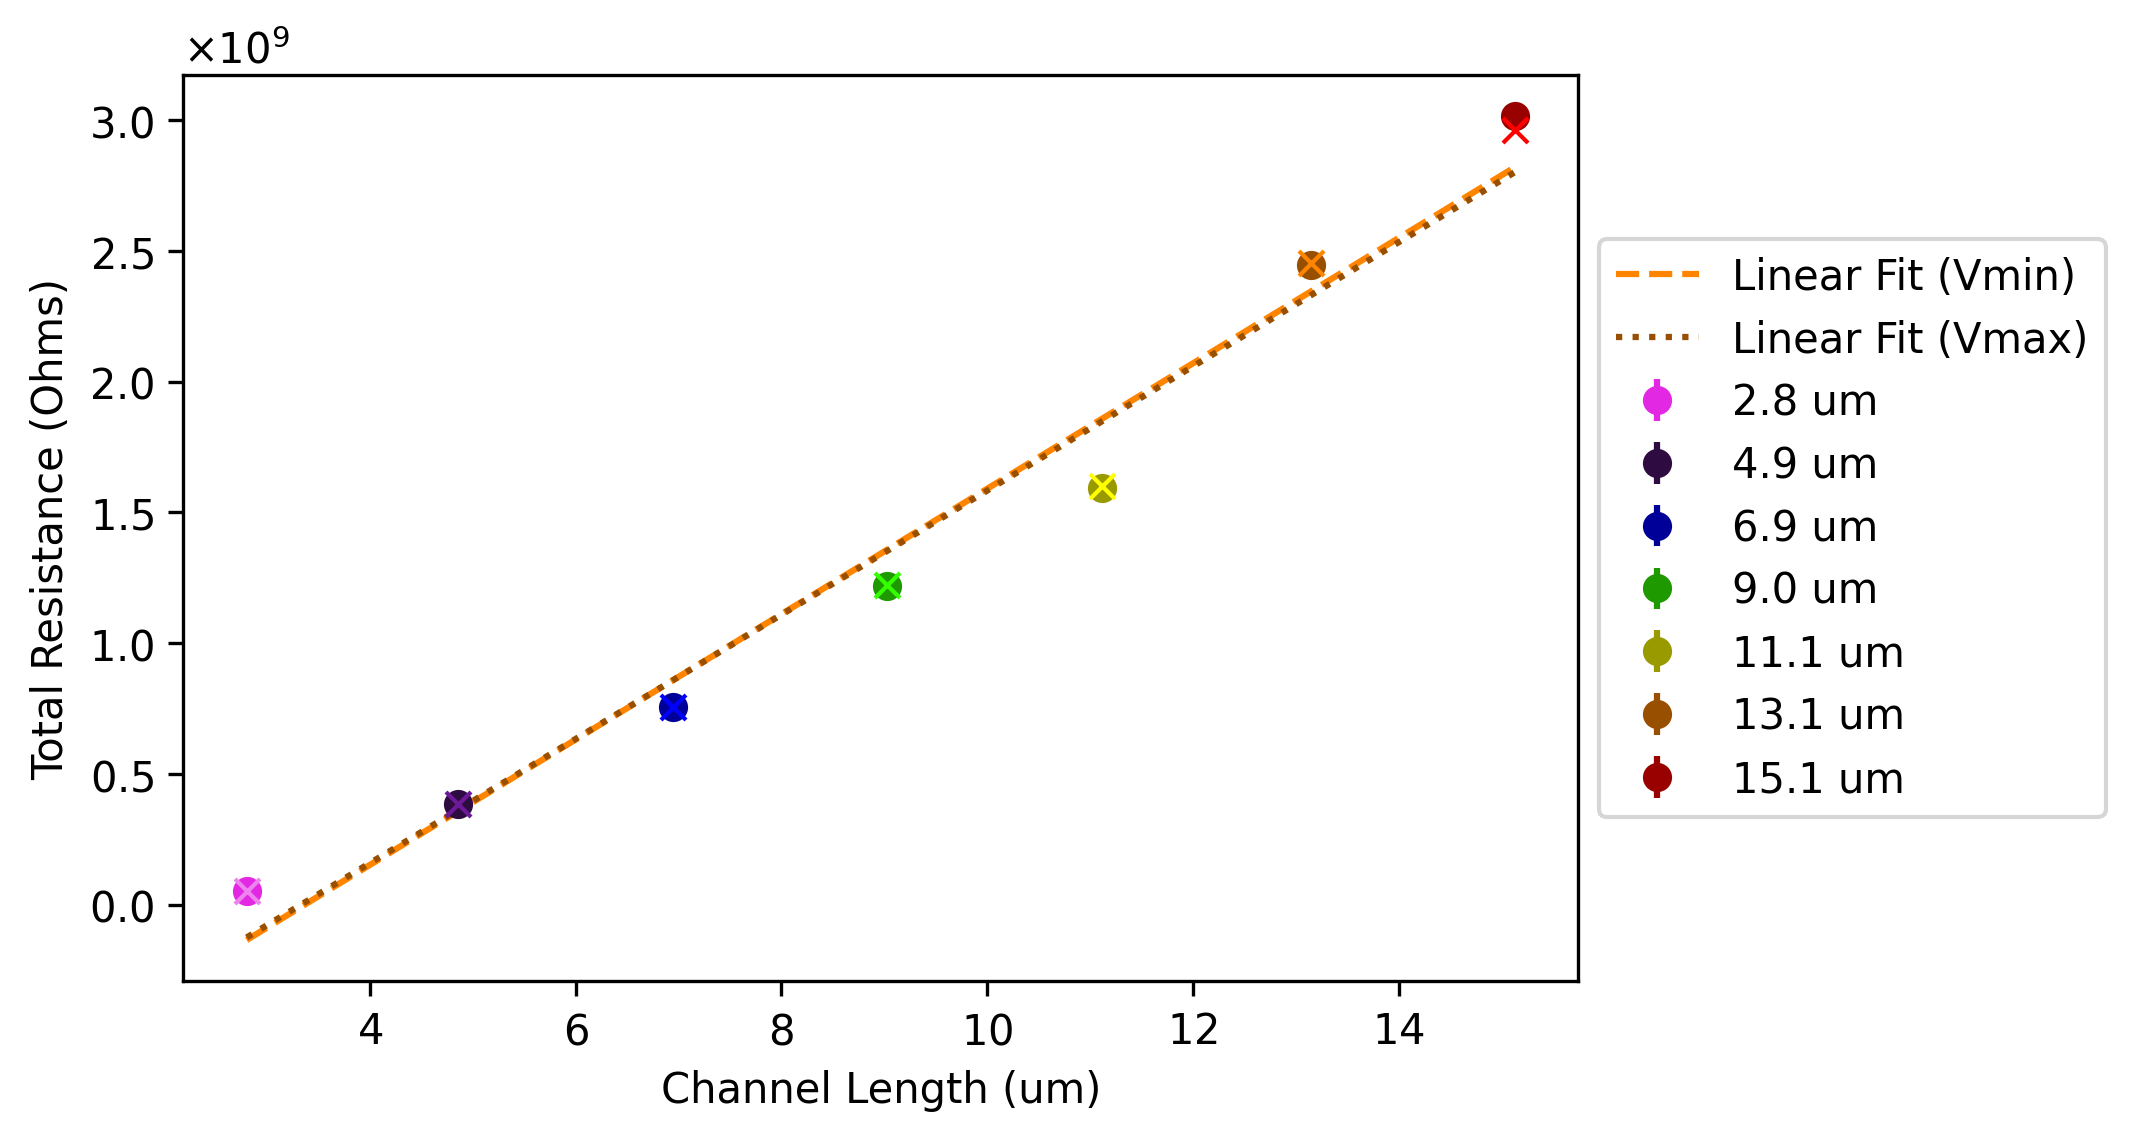 ×10⁹
3.0
2.5
2.0
1.5
1.0
0.5
0.0
Total Resistance (Ohms)
4 6 8 10 12 14
Channel Length (um)
Linear Fit (Vmin)
Linear Fit (Vmax)
2.8 um
4.9 um
6.9 um
9.0 um
11.1 um
13.1 um
15.1 um